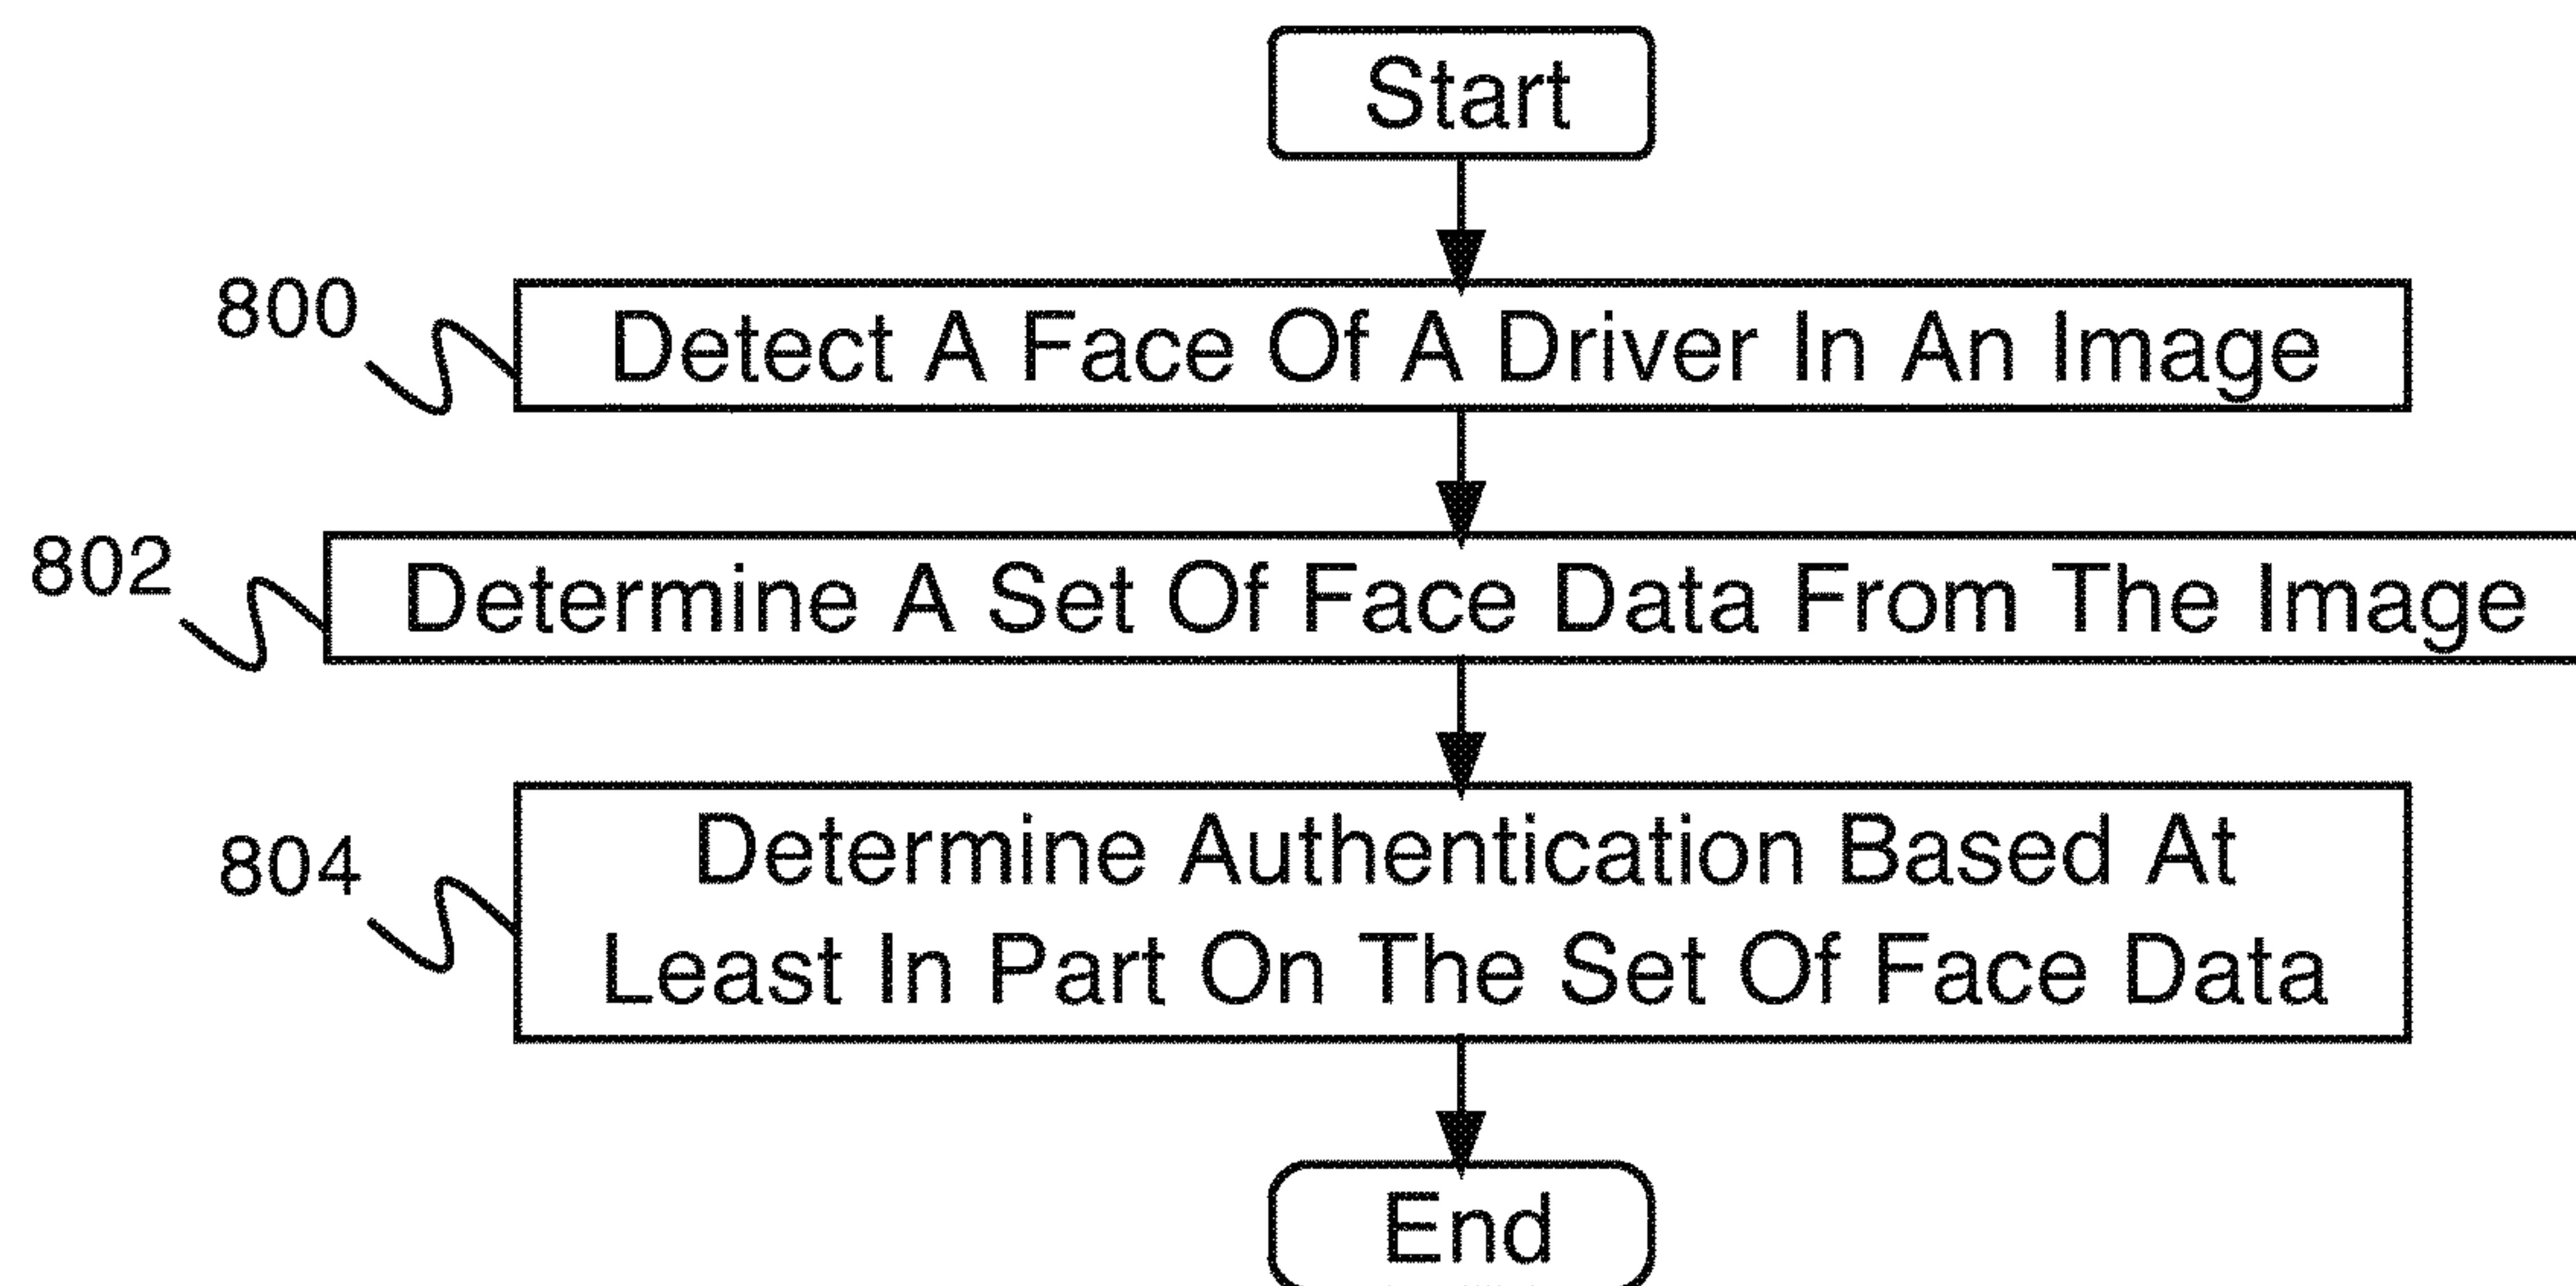 Start
800
Detect A Face Of A Driver In An Image
802
Determine A Set Of Face Data From The Image
804
Determine Authentication Based At
Least In Part On The Set Of Face Data
End